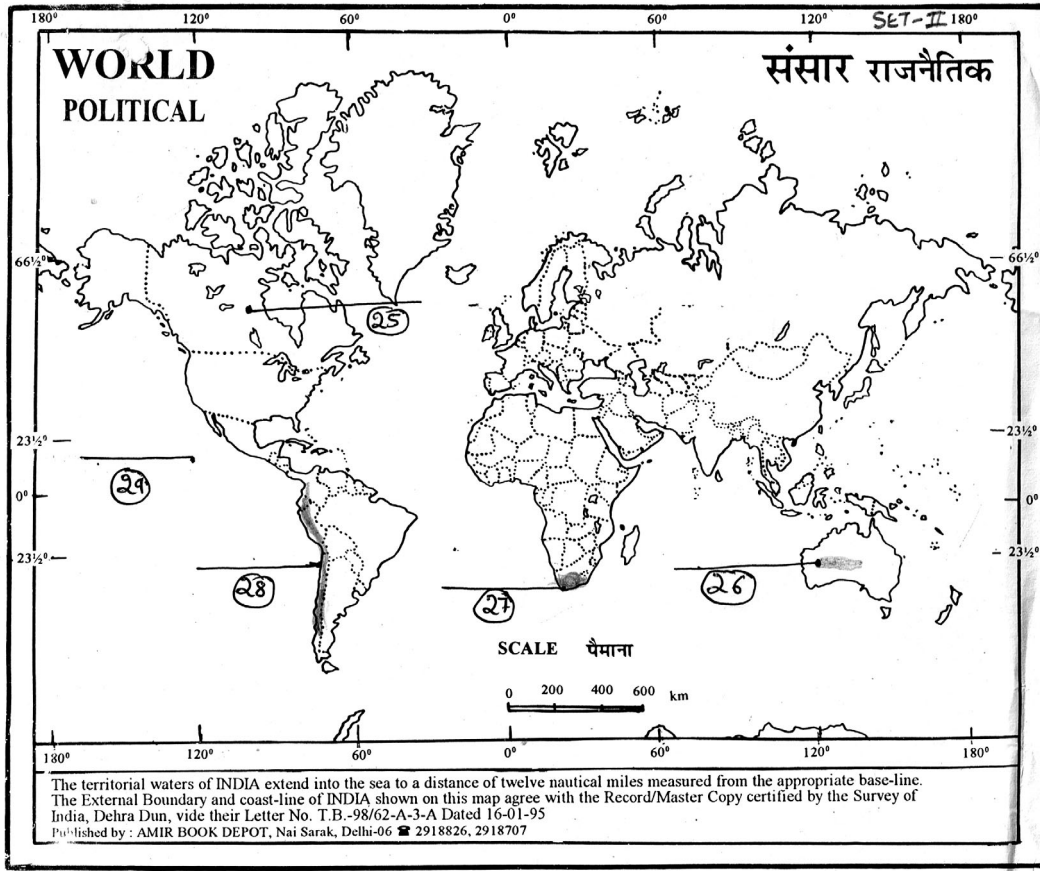 180° 120° 60° 0° 60° 120° SET-II 180°
WORLD
POLITICAL
संसार राजनैतिक
66½° 66½°
25
23½° 23½°
29
0° 0°
23½° 23½°
28 27 26
SCALE पैमाना
0 200 400 600 km
180° 120° 60° 0° 60° 120° 180°
The territorial waters of INDIA extend into the sea to a distance of twelve nautical miles measured from the appropriate base-line.
The External Boundary and coast-line of INDIA shown on this map agree with the Record/Master Copy certified by the Survey of
India, Dehra Dun, vide their Letter No. T.B.-98/62-A-3-A Dated 16-01-95
Published by : AMIR BOOK DEPOT, Nai Sarak, Delhi-06 ☎ 2918826, 2918707